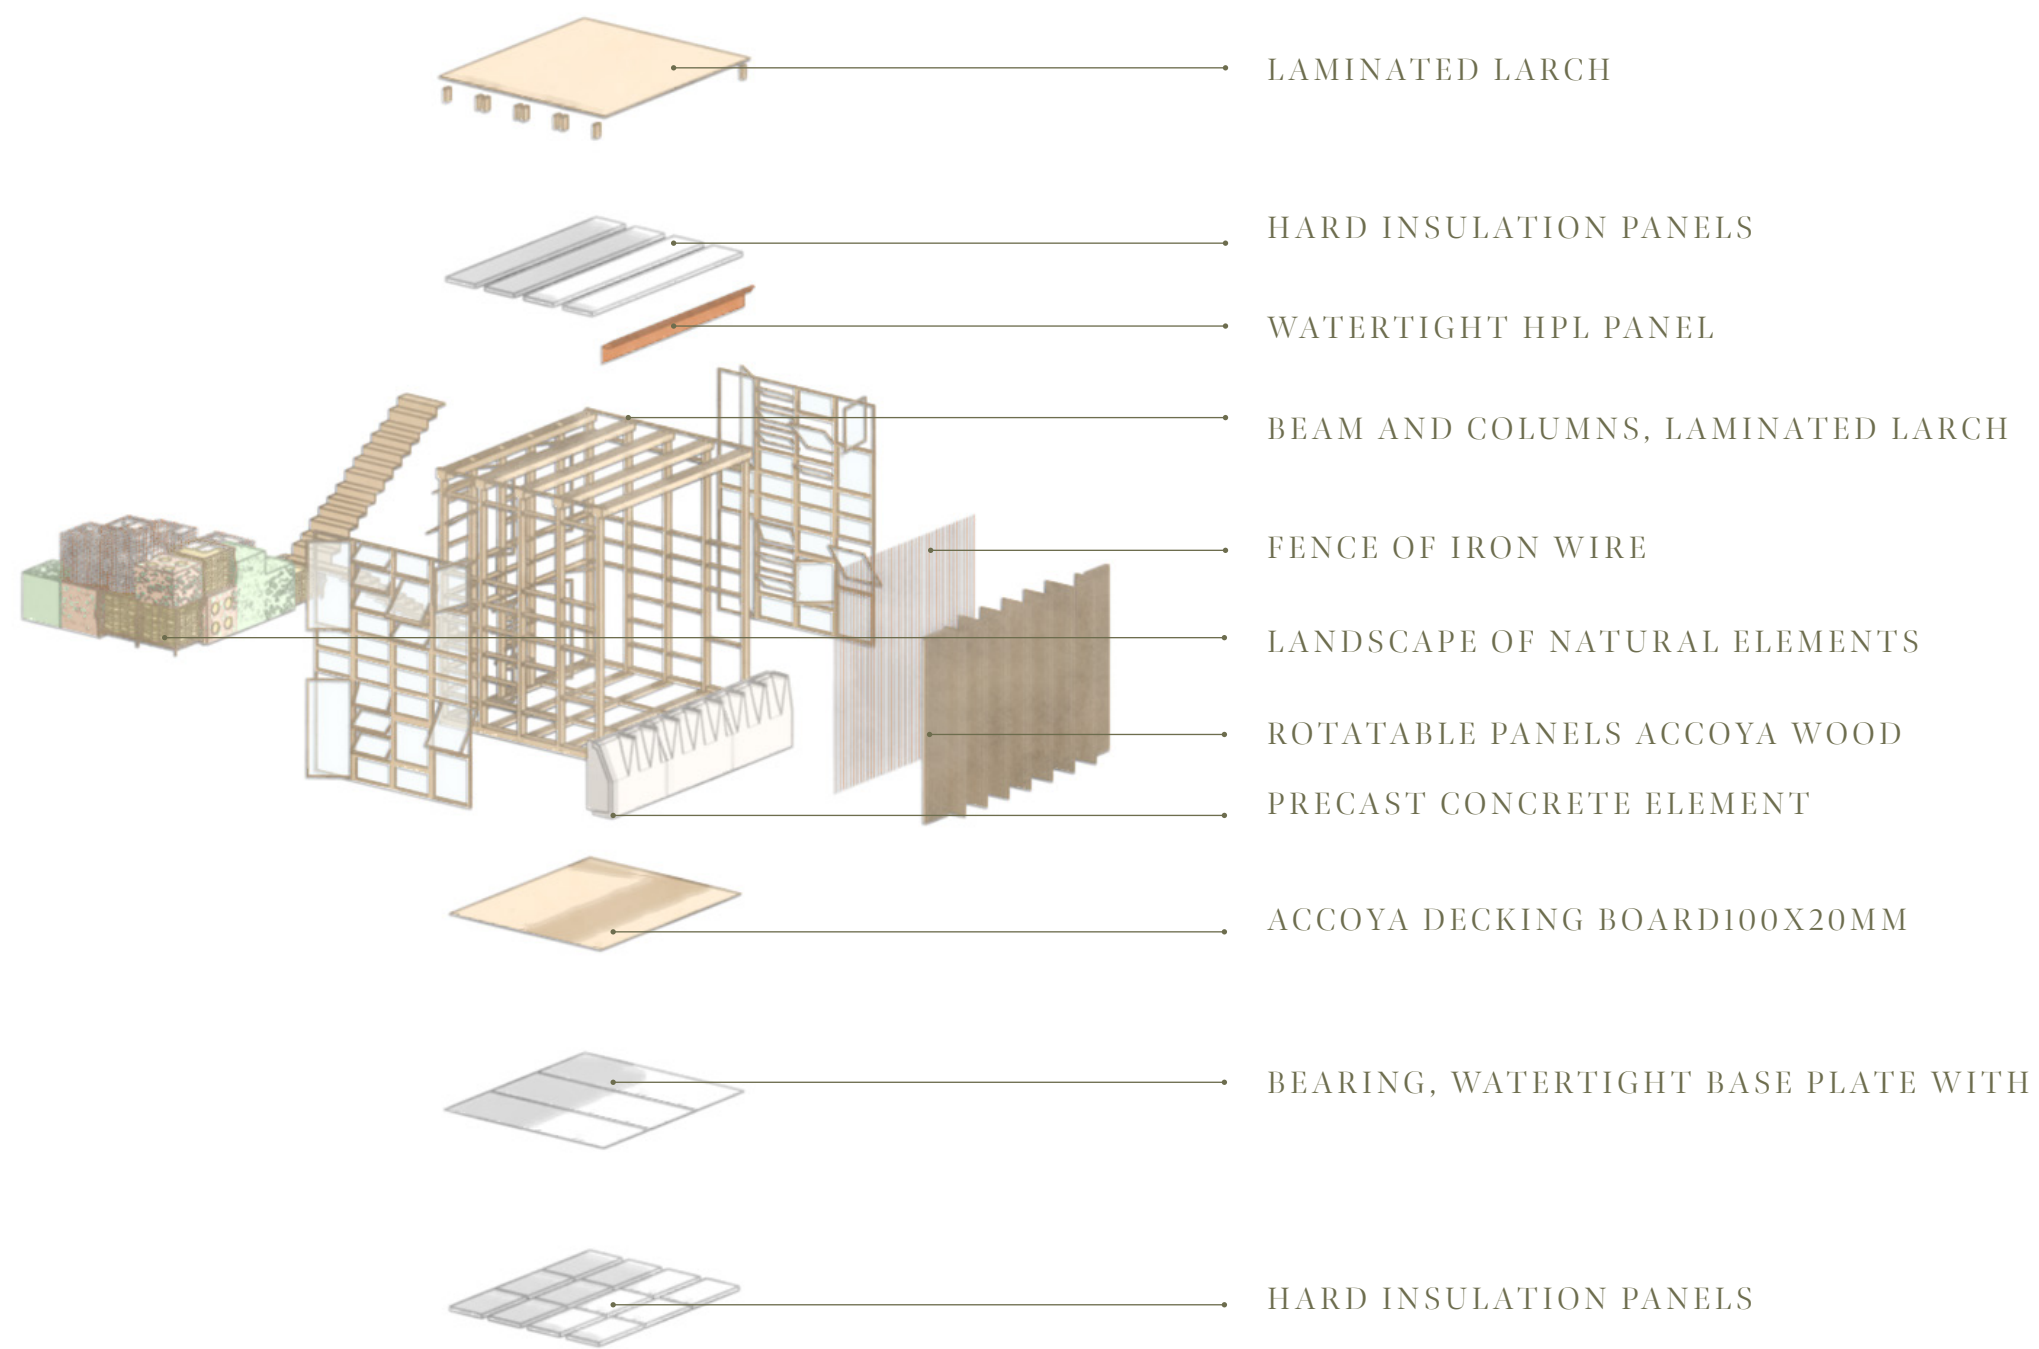 LAMINATED LARCH
HARD INSULATION PANELS
WATERTIGHT HPL PANEL
BEAM AND COLUMNS, LAMINATED LARCH
FENCE OF IRON WIRE
LANDSCAPE OF NATURAL ELEMENTS
ROTATABLE PANELS ACCOYA WOOD
PRECAST CONCRETE ELEMENT
ACCOYA DECKING BOARD100X20MM
BEARING, WATERTIGHT BASE PLATE WITH
HARD INSULATION PANELS